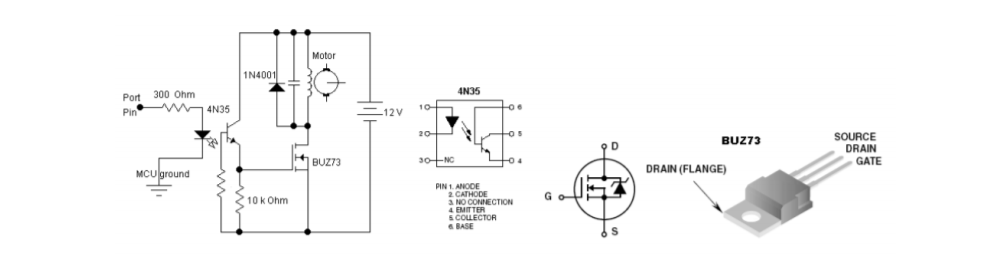 Motor
1N4001
300 Ohm
Port
Pin
4N35
12 V
BUZ73
MCU ground
10 k Ohm
4N35
1
6
2
5
3
NC
4
PIN 1. ANODE
2. CATHODE
3. NO CONNECTION
4. EMITTER
5. COLLECTOR
6. BASE
D
G
S
BUZ73
SOURCE
DRAIN
GATE
DRAIN (FLANGE)